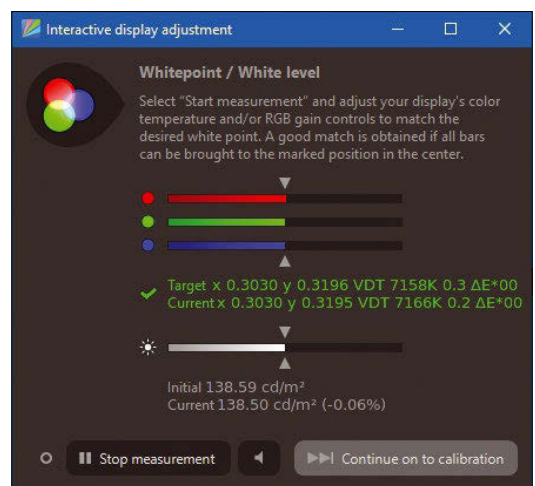 Interactive display adjustment
Whitepoint / White level
Select "Start measurement" and adjust your display's color
temperature and/or RGB gain controls to match the
desired white point. A good match is obtained if all bars
can be brought to the marked position in the center.
Target x 0.3030 y 0.3196 VDT 7158K 0.3 ΔE*00
Current x 0.3030 y 0.3195 VDT 7166K 0.2 ΔE*00
Initial 138.59 cd/m²
Current 138.50 cd/m² (-0.06%)
Stop measurement
Continue on to calibration